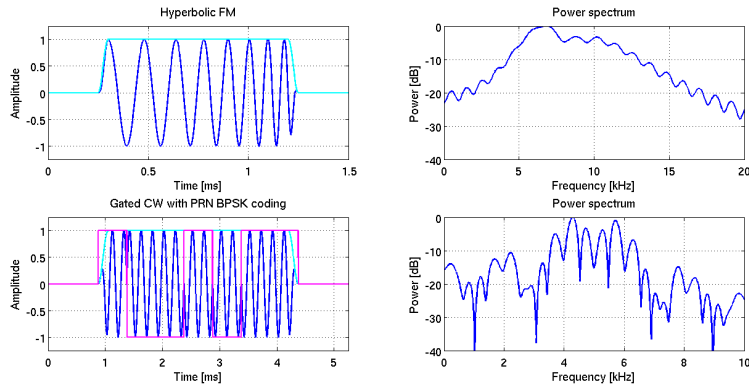 Hyperbolic FM
Amplitude
1
0.5
0
-0.5
-1
0 0.5 1 1.5
Time [ms]
Power spectrum
Power [dB]
0
-10
-20
-30
-40
0 5 10 15 20
Frequency [kHz]
Gated CW with PRN BPSK coding
Amplitude
1
0.5
0
-0.5
-1
0 1 2 3 4 5
Time [ms]
Power spectrum
Power [dB]
0
-10
-20
-30
-40
0 2 4 6 8 10
Frequency [kHz]